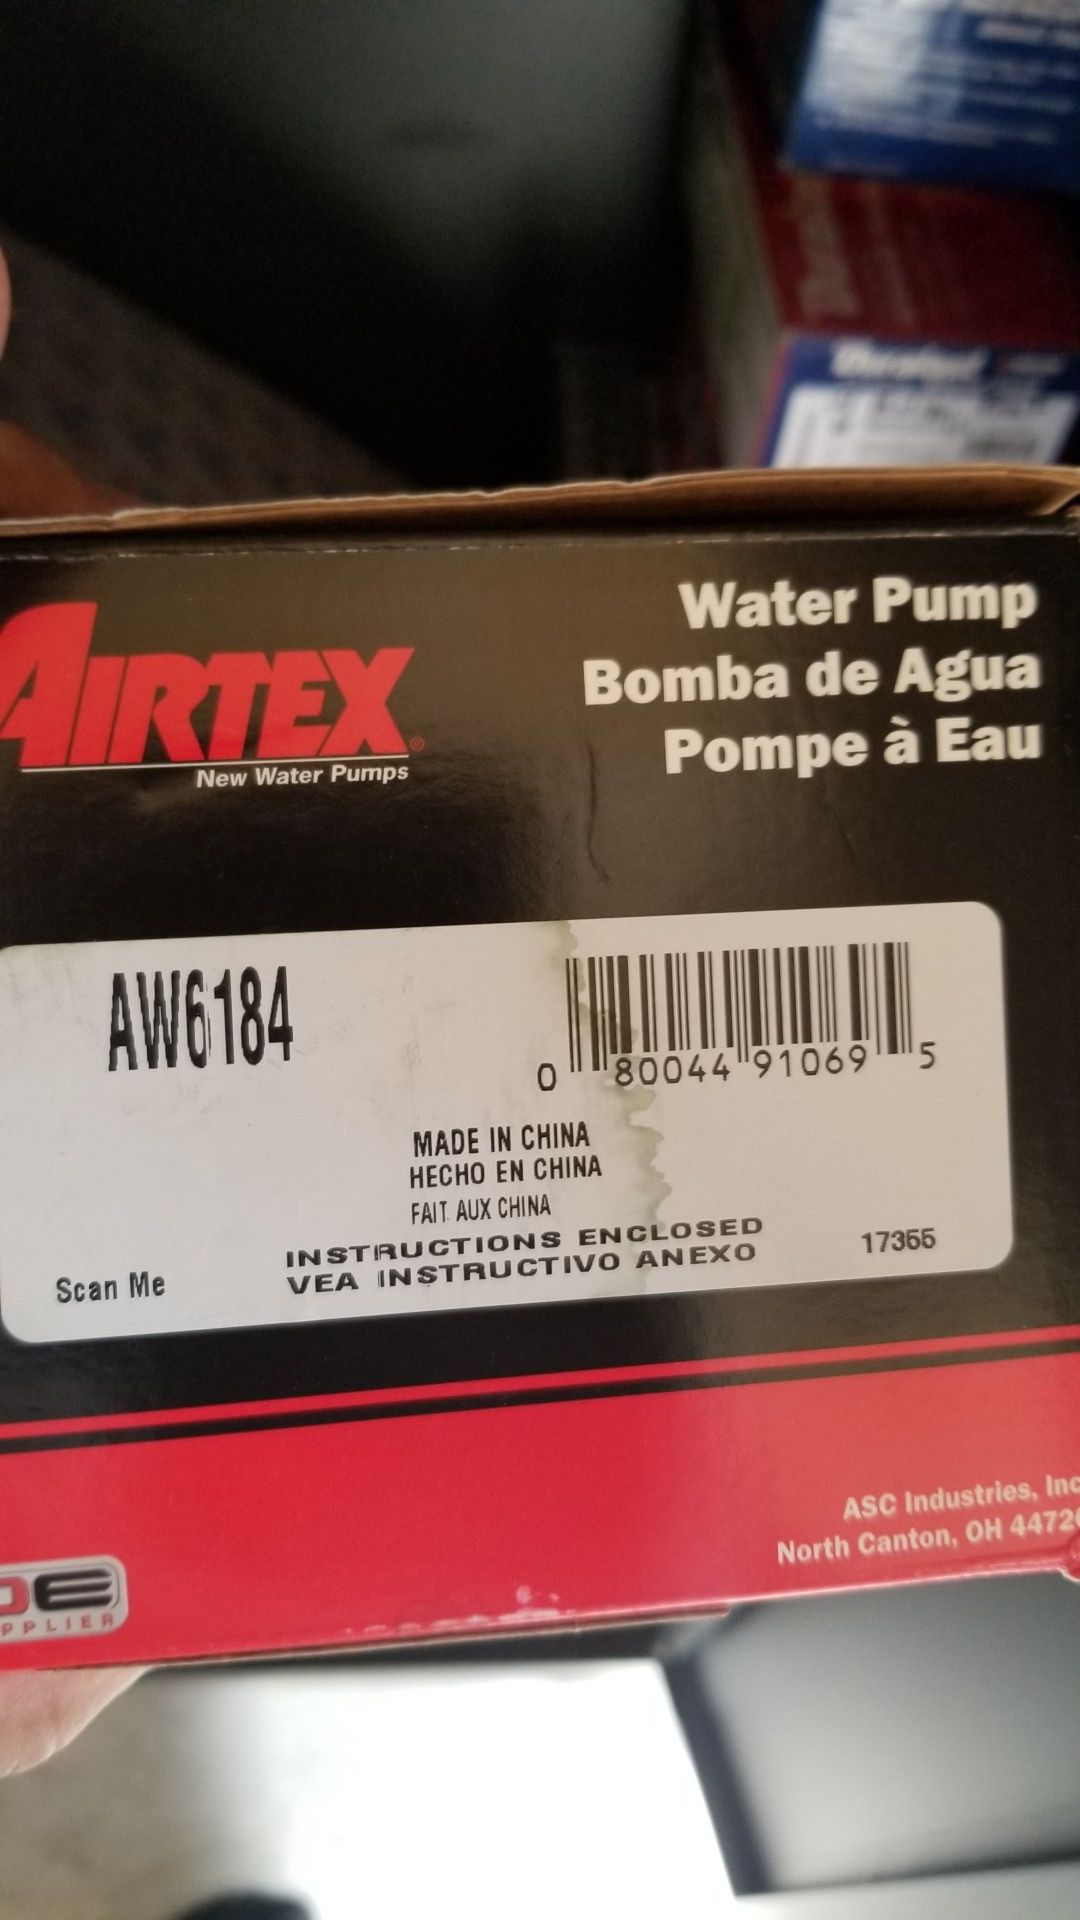 AIRTEX®
New Water Pumps
Water Pump
Bomba de Agua
Pompe à Eau
AW6184
0 80044 91069 5
MADE IN CHINA
HECHO EN CHINA
FAIT AUX CHINA
INSTRUCTIONS ENCLOSED
VEA INSTRUCTIVO ANEXO
17355
Scan Me
ASC Industries, Inc
North Canton, OH 44720